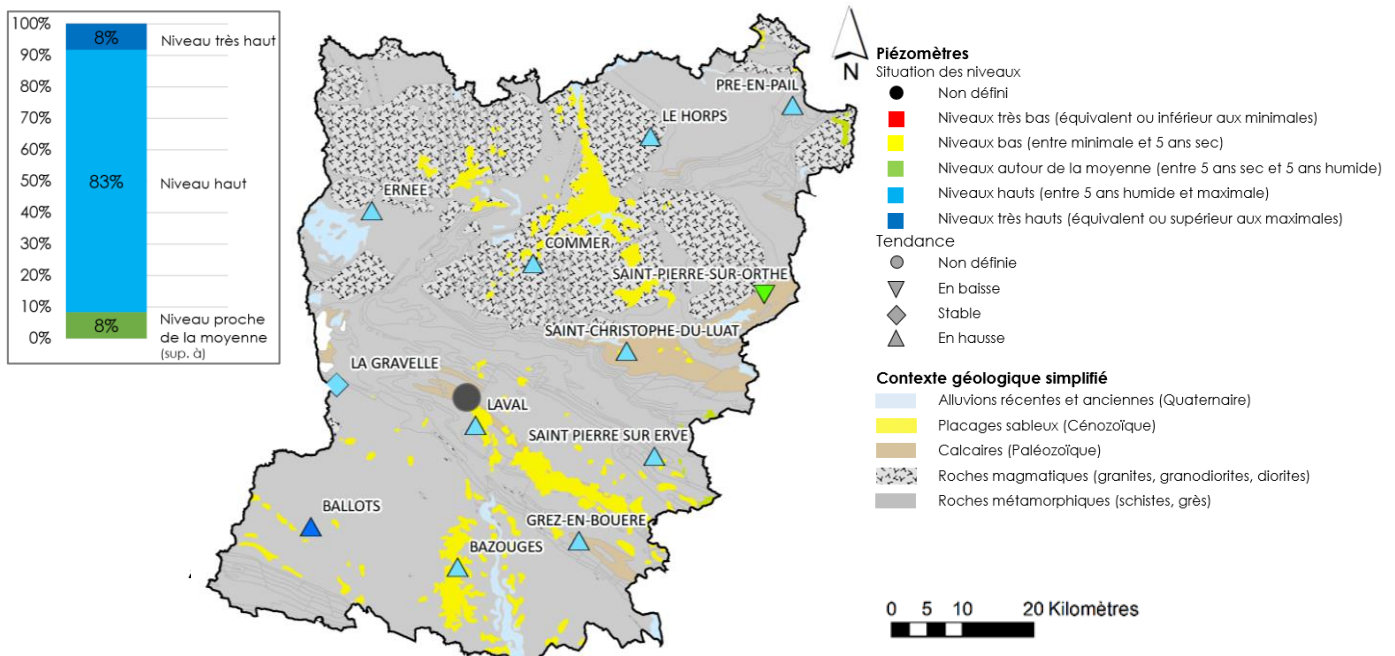 100%
90%
80%
70%
60%
50%
40%
30%
20%
10%
0%
8%
83%
8%
Niveau très haut
Niveau haut
Niveau proche
de la moyenne
(sup. à)
PRE-EN-PAIL
LE HORPS
ERNEE
COMMER
SAINT-PIERRE-SUR-ORTHE
SAINT-CHRISTOPHE-DU-LUAT
LA GRAVELLE
LAVAL
SAINT PIERRE SUR ERVE
BALLOTS
GREZ-EN-BOUERE
BAZOUGES
N
Piézomètres
Situation des niveaux
Non défini
Niveaux très bas (équivalent ou inférieur aux minimales)
Niveaux bas (entre minimale et 5 ans sec)
Niveaux autour de la moyenne (entre 5 ans sec et 5 ans humide)
Niveaux hauts (entre 5 ans humide et maximale)
Niveaux très hauts (équivalent ou supérieur aux maximales)
Tendance
Non définie
En baisse
Stable
En hausse
Contexte géologique simplifié
Alluvions récentes et anciennes (Quaternaire)
Placages sableux (Cénozoïque)
Calcaires (Paléozoïque)
Roches magmatiques (granites, granodiorites, diorites)
Roches métamorphiques (schistes, grès)
0 5 10 20 Kilomètres